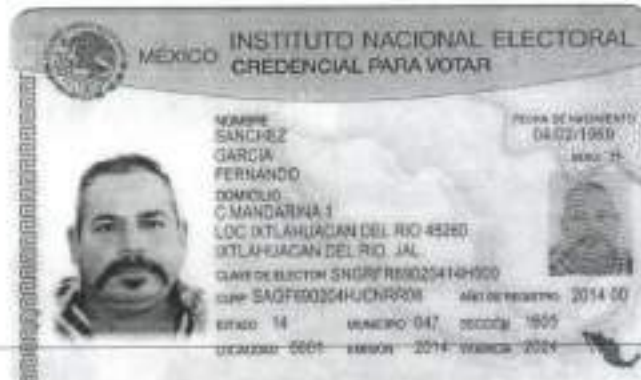 MÉXICO INSTITUTO NACIONAL ELECTORAL
CREDENCIAL PARA VOTAR
NOMBRE
SANCHEZ
GARCIA
FERNANDO
FECHA DE NACIMIENTO
04/02/1969
DOMICILIO
C MANDARINA 1
LOC IXTLAHUACAN DEL RIO 45260
IXTLAHUACAN DEL RIO, JAL.
CLAVE DE ELECTOR
CURP AÑO DE REGISTRO 2014 00
ESTADO 14 MUNICIPIO 047 SECCIÓN 1605
LOCALIDAD 0001 EMISIÓN 2014 VIGENCIA 2024